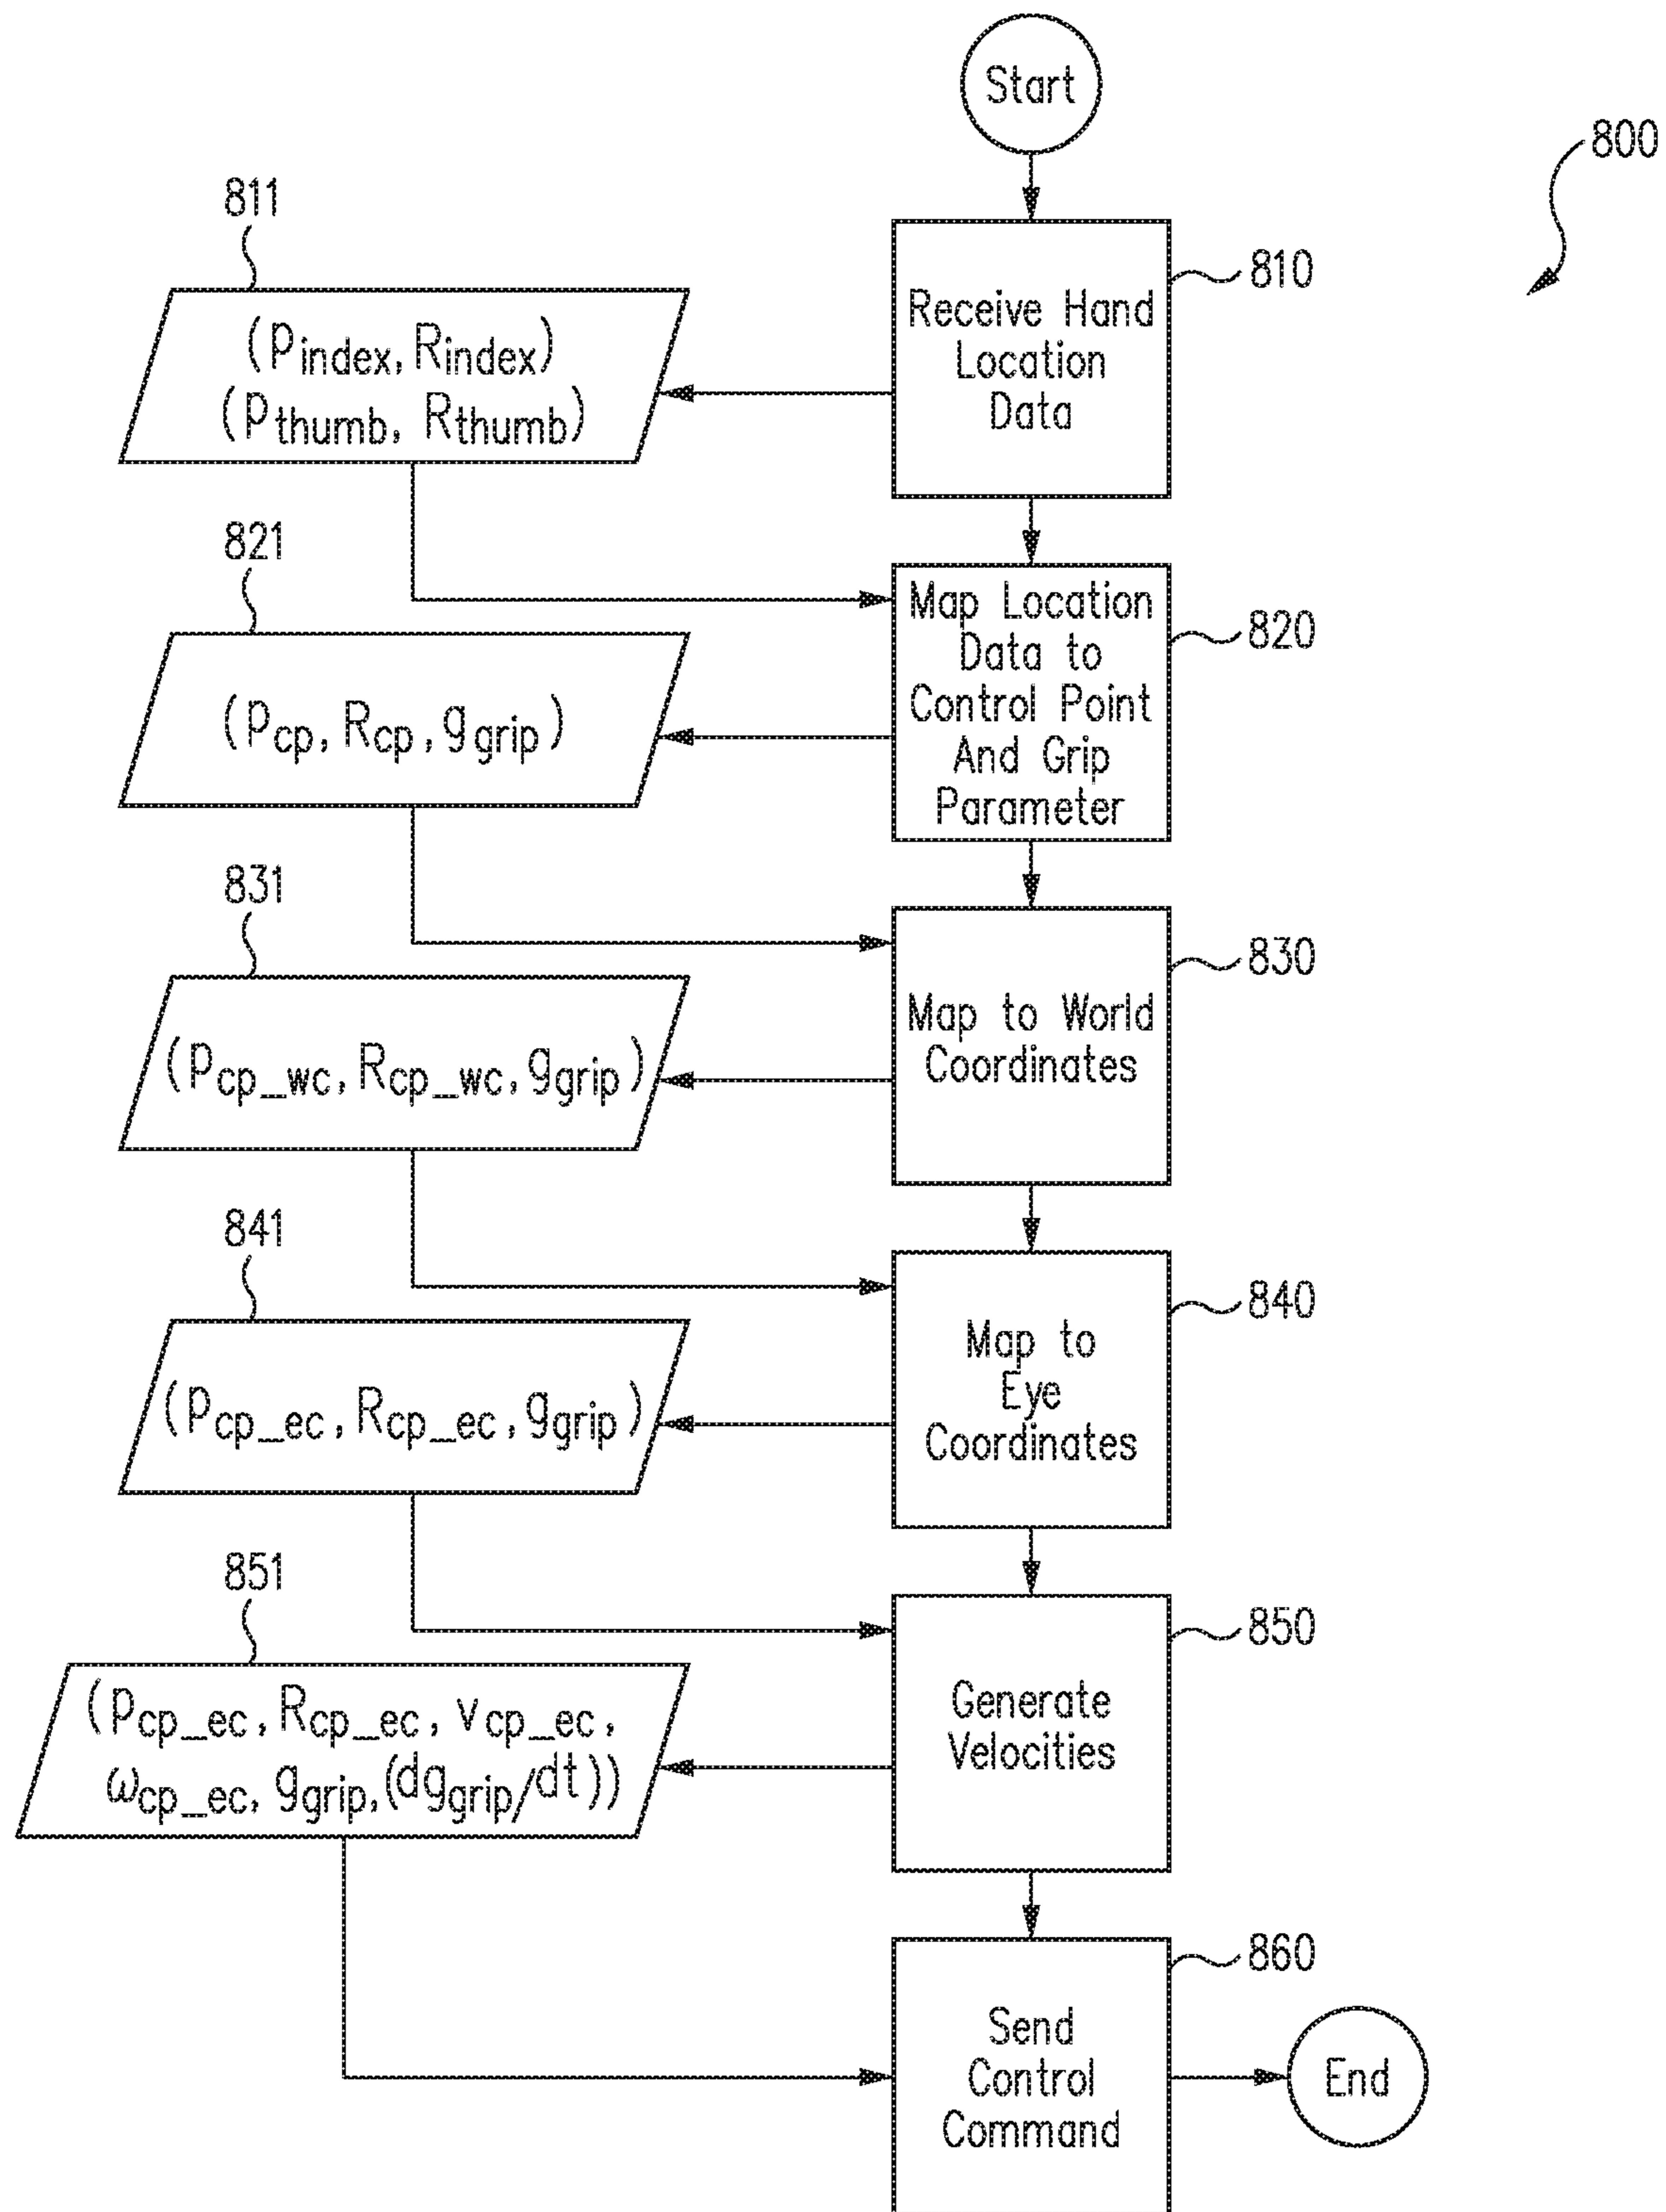 Start
800
811
810
Receive Hand
Location
Data
(pindex, Rindex)
(pthumb, Rthumb)
821
820
Map Location
Data to
Control Point
And Grip
Parameter
(pcp, Rcp, ggrip)
831
830
Map to World
Coordinates
(pcp_wc, Rcp_wc, ggrip)
841
840
Map to
Eye
Coordinates
(pcp_ec, Rcp_ec, ggrip)
851
850
Generate
Velocities
(pcp_ec, Rcp_ec, vcp_ec,
ωcp_ec, ggrip, (dggrip/dt))
860
Send
Control
Command
End